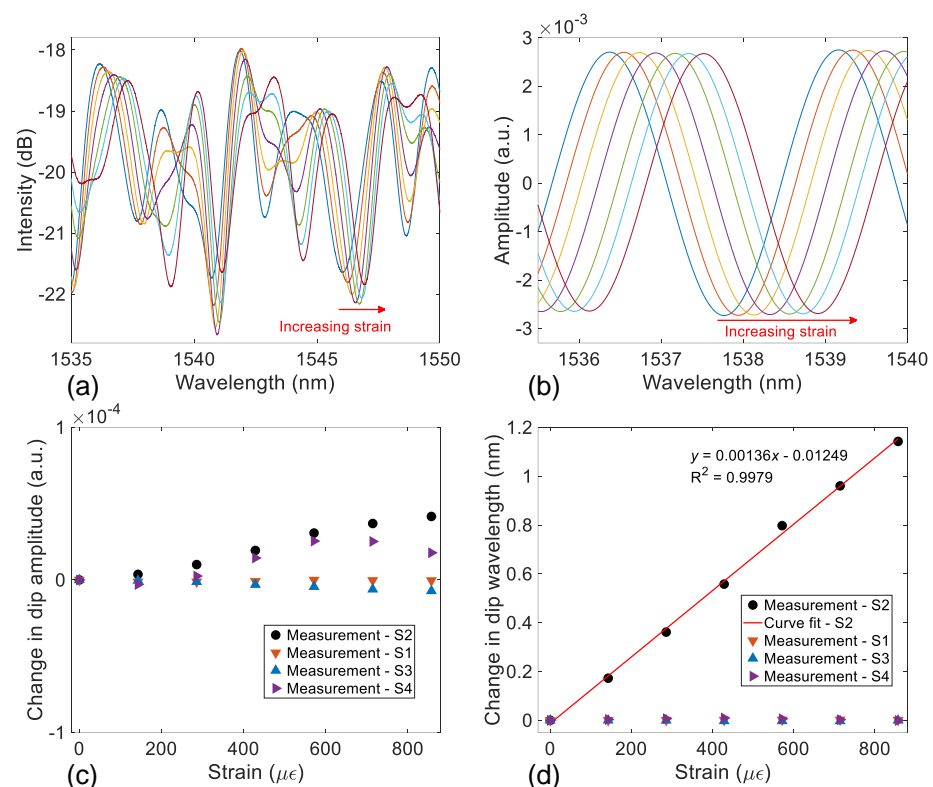 -18
-19
-20
-21
-22
Intensity (dB)
Increasing strain
1535
1540
1545
1550
Wavelength (nm)
(a)
×10-3
3
2
1
0
-1
-2
-3
Amplitude (a.u.)
Increasing strain
1536
1537
1538
1539
1540
Wavelength (nm)
(b)
×10-4
1
0
-1
Change in dip amplitude (a.u.)
Measurement - S2
Measurement - S1
Measurement - S3
Measurement - S4
0
200
400
600
800
Strain (με)
(c)
1.2
1
0.8
0.6
0.4
0.2
0
Change in dip wavelength (nm)
y = 0.00136x - 0.01249
R2 = 0.9979
Measurement - S2
Curve fit - S2
Measurement - S1
Measurement - S3
Measurement - S4
0
200
400
600
800
Strain (με)
(d)